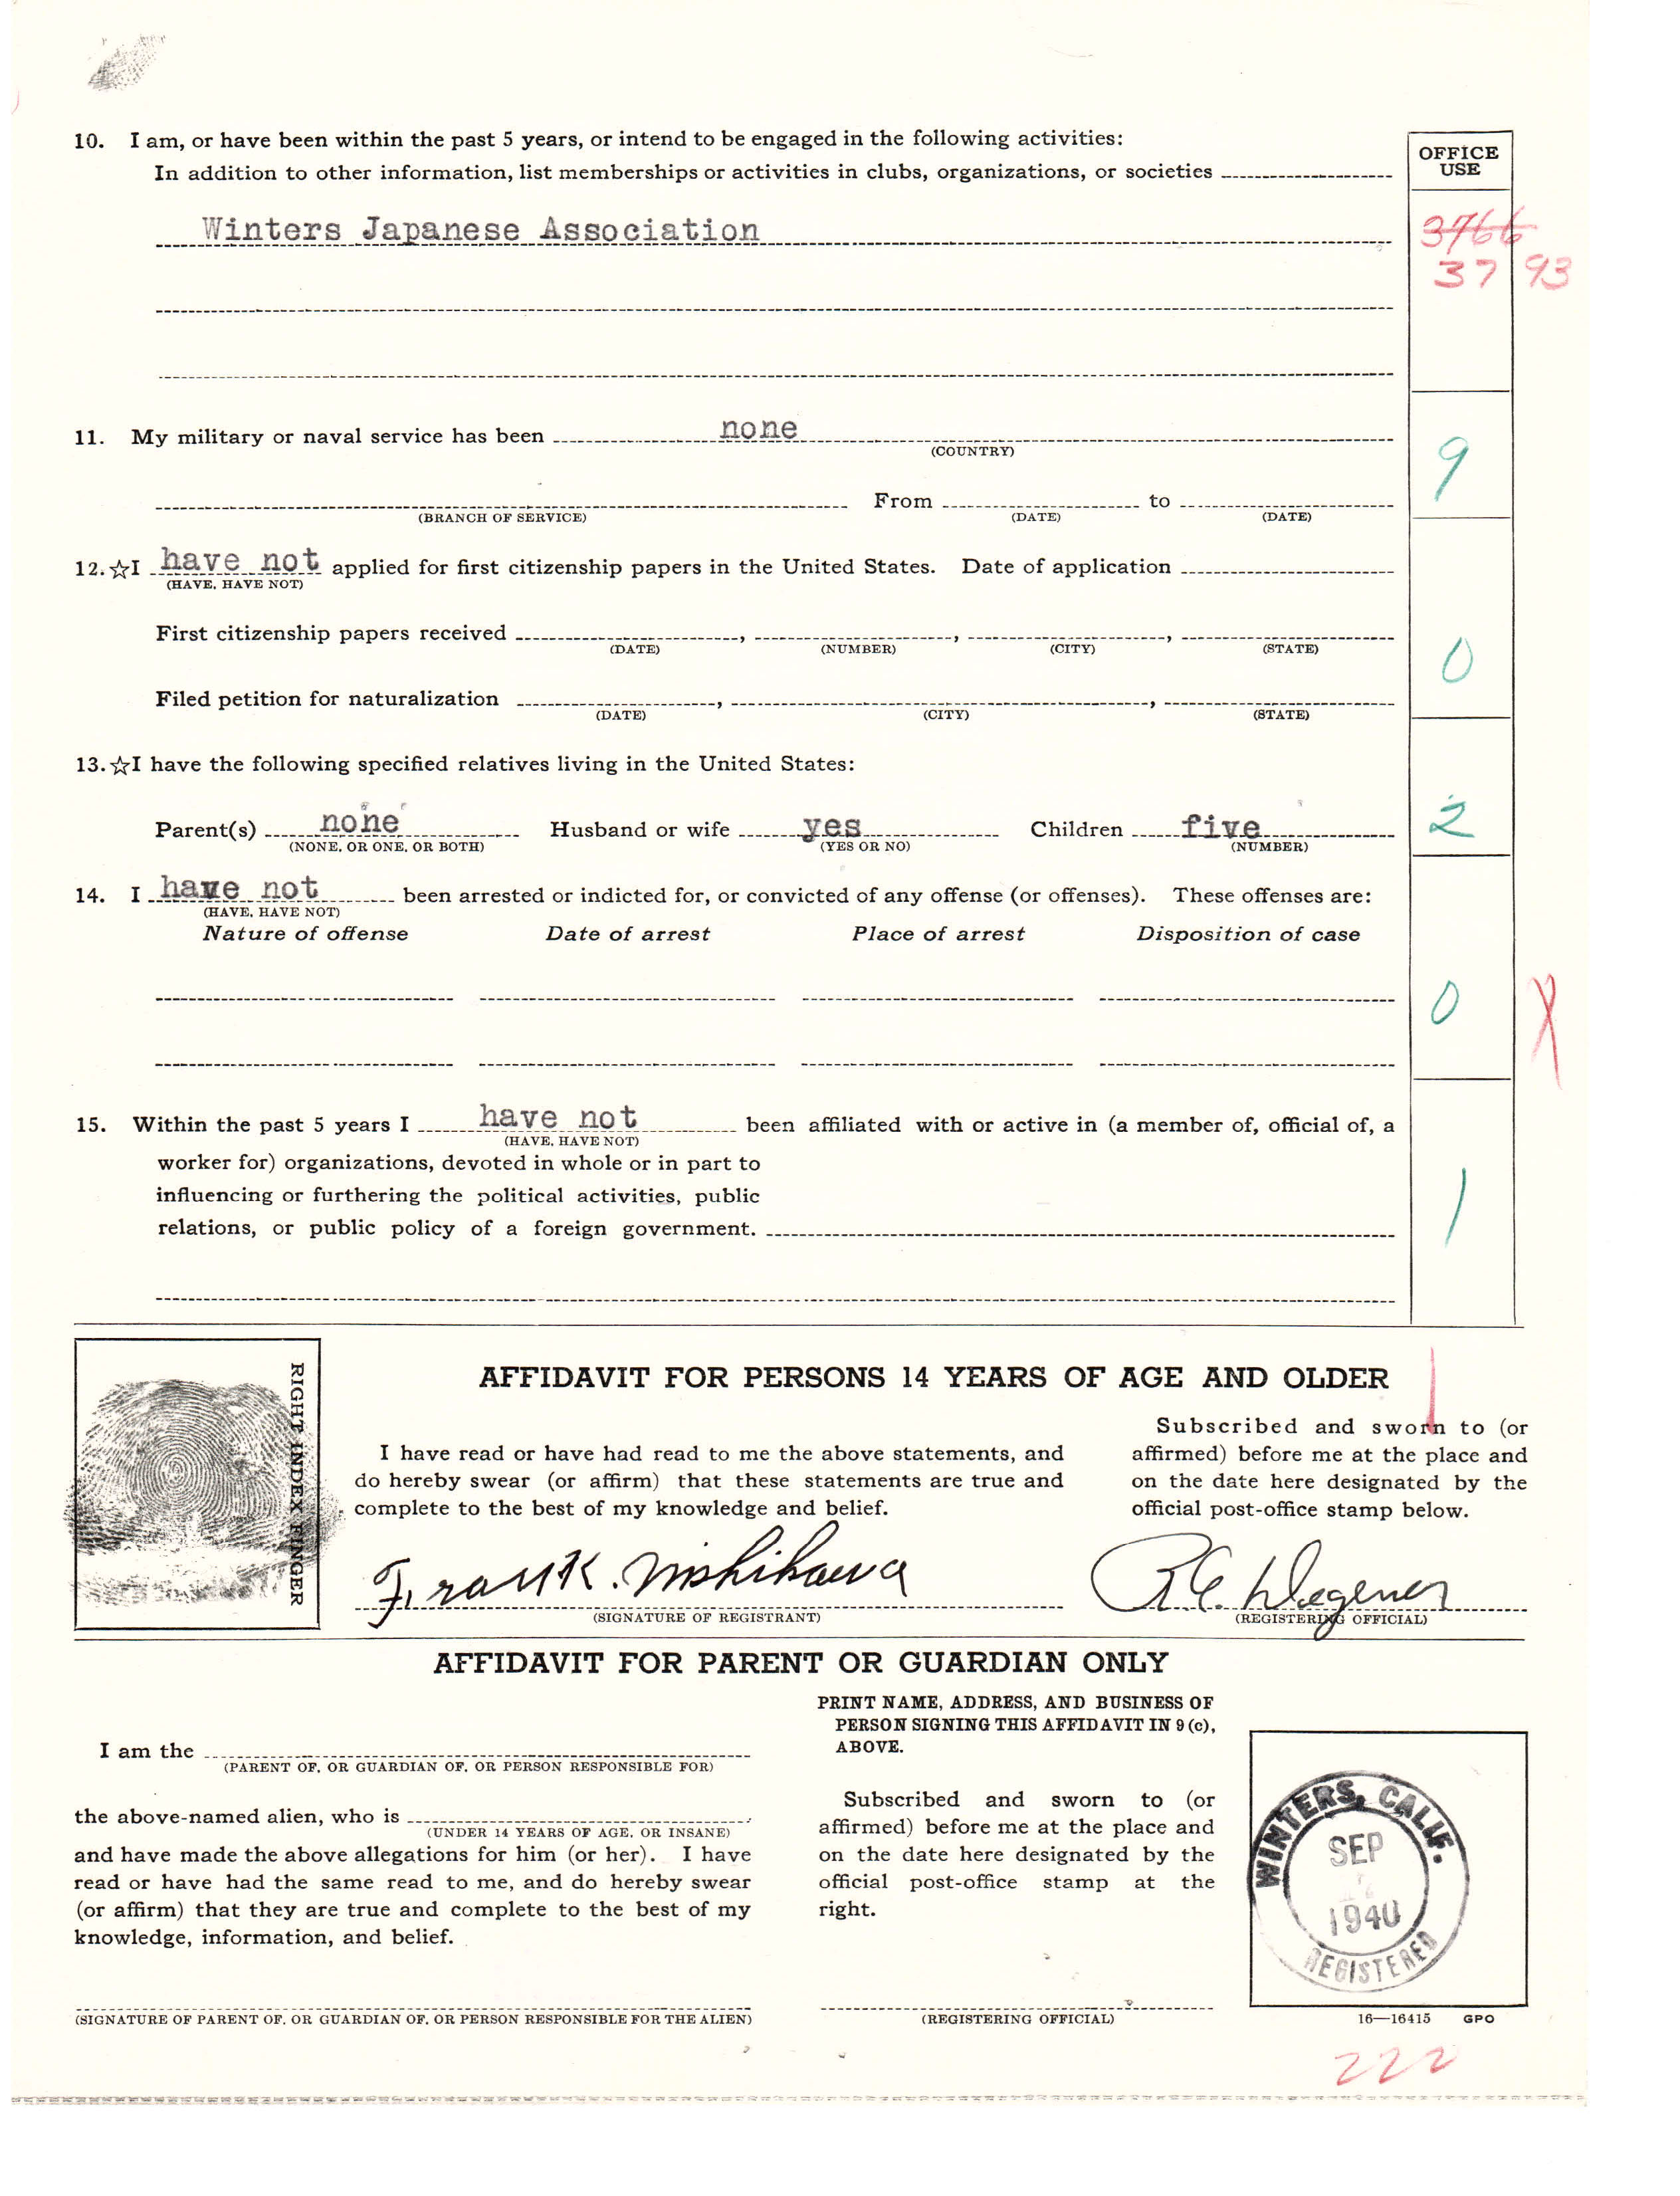 10. I am, or have been within the past 5 years, or intend to be engaged in the following activities:
In addition to other information, list memberships or activities in clubs, organizations, or societies
OFFICE
USE
Winters Japanese Association
3766
37 93
11. My military or naval service has been none
(COUNTRY)
9
From to
(BRANCH OF SERVICE) (DATE) (DATE)
12. ☆I have not applied for first citizenship papers in the United States. Date of application
(HAVE, HAVE NOT)
First citizenship papers received , , ,
(DATE) (NUMBER) (CITY) (STATE)
0
Filed petition for naturalization , ,
(DATE) (CITY) (STATE)
13. ☆I have the following specified relatives living in the United States:
Parent(s) none Husband or wife yes Children five
(NONE, OR ONE, OR BOTH) (YES OR NO) (NUMBER)
2
14. I have not been arrested or indicted for, or convicted of any offense (or offenses). These offenses are:
(HAVE, HAVE NOT)
Nature of offense Date of arrest Place of arrest Disposition of case
0 X
15. Within the past 5 years I have not been affiliated with or active in (a member of, official of, a
(HAVE, HAVE NOT)
worker for) organizations, devoted in whole or in part to
influencing or furthering the political activities, public
relations, or public policy of a foreign government.
1
RIGHT INDEX FINGER
AFFIDAVIT FOR PERSONS 14 YEARS OF AGE AND OLDER
I have read or have had read to me the above statements, and
do hereby swear (or affirm) that these statements are true and
complete to the best of my knowledge and belief.
Subscribed and sworn to (or
affirmed) before me at the place and
on the date here designated by the
official post-office stamp below.
Frank. Nishikawa
(SIGNATURE OF REGISTRANT)
R.E. Wegener
(REGISTERING OFFICIAL)
AFFIDAVIT FOR PARENT OR GUARDIAN ONLY
I am the
(PARENT OF, OR GUARDIAN OF, OR PERSON RESPONSIBLE FOR)
the above-named alien, who is
(UNDER 14 YEARS OF AGE, OR INSANE)
and have made the above allegations for him (or her). I have
read or have had the same read to me, and do hereby swear
(or affirm) that they are true and complete to the best of my
knowledge, information, and belief.
(SIGNATURE OF PARENT OF, OR GUARDIAN OF, OR PERSON RESPONSIBLE FOR THE ALIEN)
PRINT NAME, ADDRESS, AND BUSINESS OF
PERSON SIGNING THIS AFFIDAVIT IN 9 (c),
ABOVE.
Subscribed and sworn to (or
affirmed) before me at the place and
on the date here designated by the
official post-office stamp at the
right.
(REGISTERING OFFICIAL)
WINTERS, CALIF.
SEP
1940
REGISTERED
16—16415 GPO
222